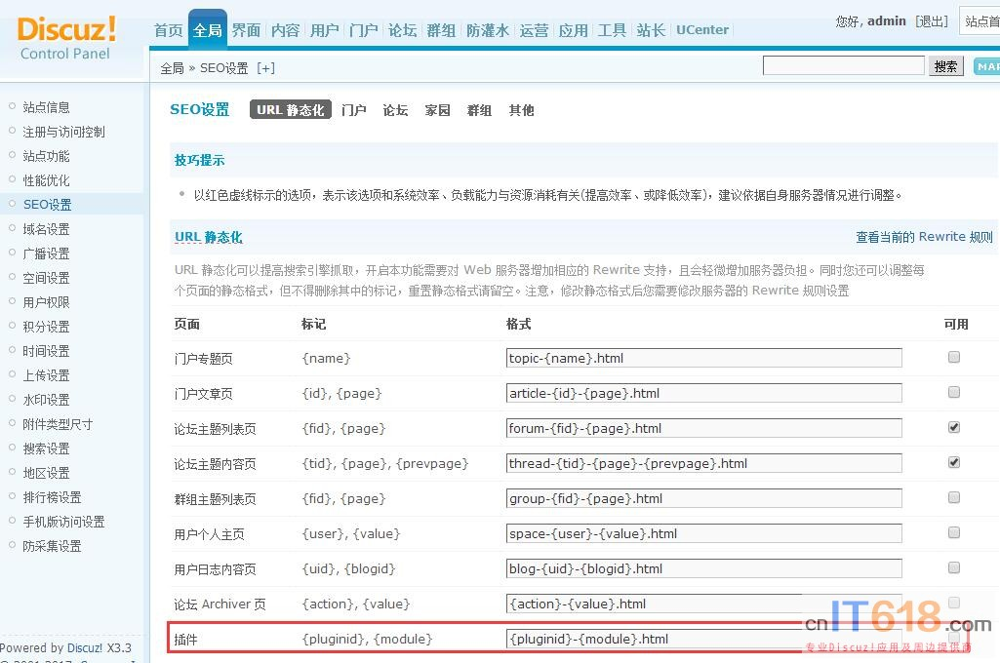 Discuz!
Control Panel
首页 全局 界面 内容 用户 门户 论坛 群组 防灌水 运营 应用 工具 站长 UCenter
您好, admin [退出] 站点首
全局 » SEO设置 [+]
搜索
MAP
站点信息
注册与访问控制
站点功能
性能优化
SEO设置
域名设置
广播设置
空间设置
用户权限
积分设置
时间设置
上传设置
水印设置
附件类型尺寸
搜索设置
地区设置
排行榜设置
手机版访问设置
防采集设置
Powered by Discuz! X3.3
SEO设置 URL 静态化 门户 论坛 家园 群组 其他
技巧提示
以红色虚线标示的选项，表示该选项和系统效率、负载能力与资源消耗有关(提高效率、或降低效率)，建议依据自身服务器情况进行调整。
URL 静态化 查看当前的 Rewrite 规则
URL 静态化可以提高搜索引擎抓取，开启本功能需要对 Web 服务器增加相应的 Rewrite 支持，且会轻微增加服务器负担。同时您还可以调整每
个页面的静态格式，但不得删除其中的标记，重置静态格式请留空。注意，修改静态格式后您需要修改服务器的 Rewrite 规则设置
页面 标记 格式 可用
门户专题页 {name} topic-{name}.html
门户文章页 {id}, {page} article-{id}-{page}.html
论坛主题列表页 {fid}, {page} forum-{fid}-{page}.html
论坛主题内容页 {tid}, {page}, {prevpage} thread-{tid}-{page}-{prevpage}.html
群组主题列表页 {fid}, {page} group-{fid}-{page}.html
用户个人主页 {user}, {value} space-{user}-{value}.html
用户日志内容页 {uid}, {blogid} blog-{uid}-{blogid}.html
论坛 Archiver 页 {action}, {value} {action}-{value}.html
插件 {pluginid}, {module} {pluginid}-{module}.html
cnIT618.com
专业Discuz!应用及周边提供商